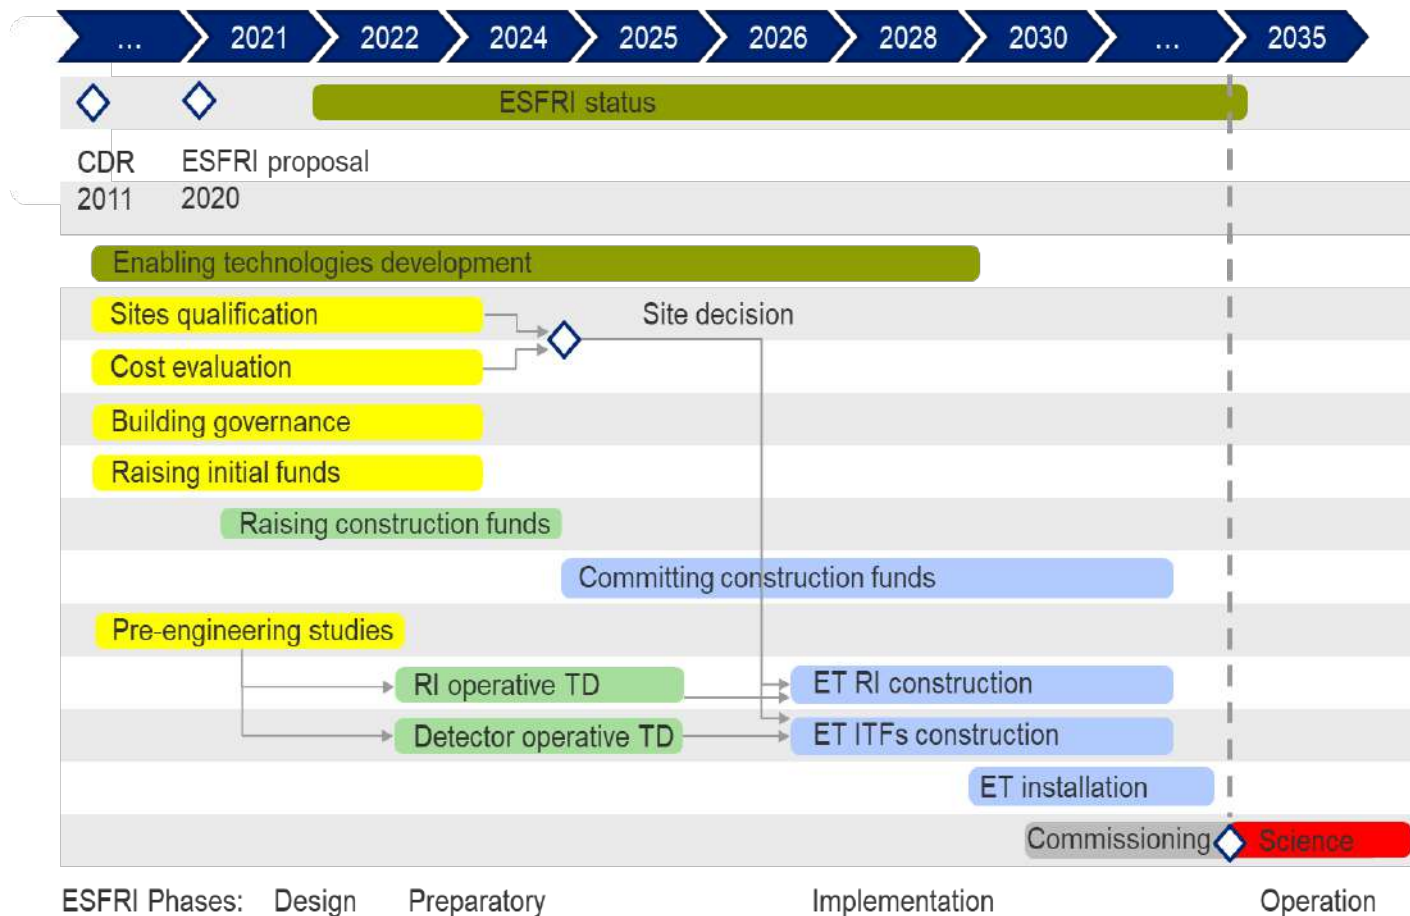 ... 2021 2022 2024 2025 2026 2028 2030 ... 2035
ESFRI status
CDR ESFRI proposal
2011 2020
Enabling technologies development
Sites qualification Site decision
Cost evaluation
Building governance
Raising initial funds
Raising construction funds
Committing construction funds
Pre-engineering studies
RI operative TD ET RI construction
Detector operative TD ET ITFs construction
ET installation
Commissioning Science
ESFRI Phases: Design Preparatory Implementation Operation